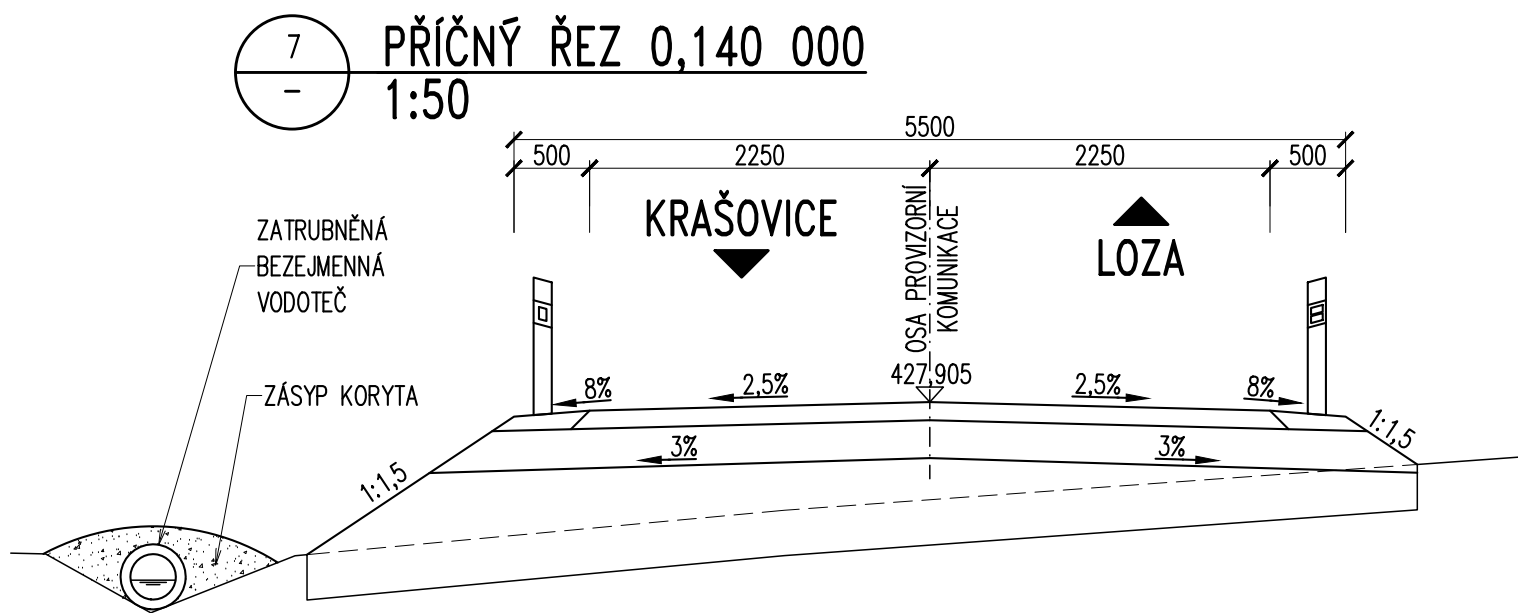 7
-
PŘÍČNÝ ŘEZ 0,140 000
1:50
5500
500
2250
2250
500
KRAŠOVICE
OSA PROVIZORNÍ
KOMUNIKACE
LOZA
ZATRUBNĚNÁ
BEZEJMENNÁ
VODOTEČ
ZÁSYP KORYTA
8%
2,5%
427,905
2,5%
8%
1:1,5
3%
3%
1:1,5